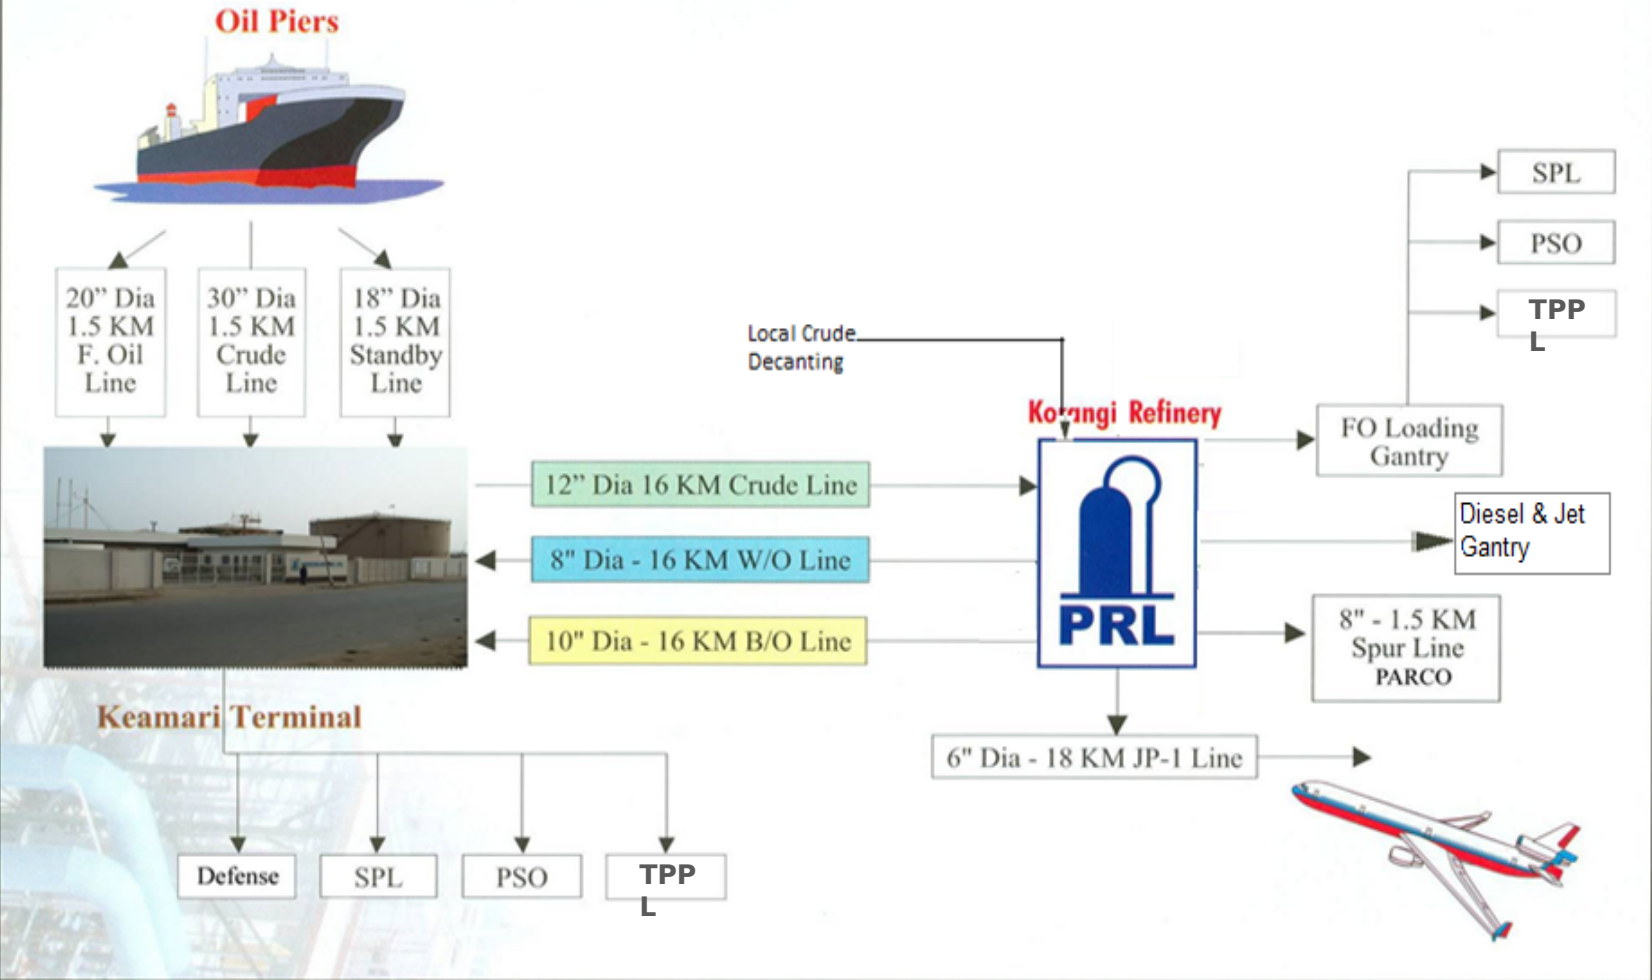 Oil Piers
20” Dia
1.5 KM
F. Oil
Line
30” Dia
1.5 KM
Crude
Line
18” Dia
1.5 KM
Standby
Line
Local Crude
Decanting
Korangi Refinery
12” Dia 16 KM Crude Line
8" Dia - 16 KM W/O Line
10" Dia - 16 KM B/O Line
PRL
SPL
PSO
TPP
L
FO Loading
Gantry
Diesel & Jet
Gantry
8" - 1.5 KM
Spur Line
PARCO
6" Dia - 18 KM JP-1 Line
Keamari Terminal
Defense
SPL
PSO
TPP
L